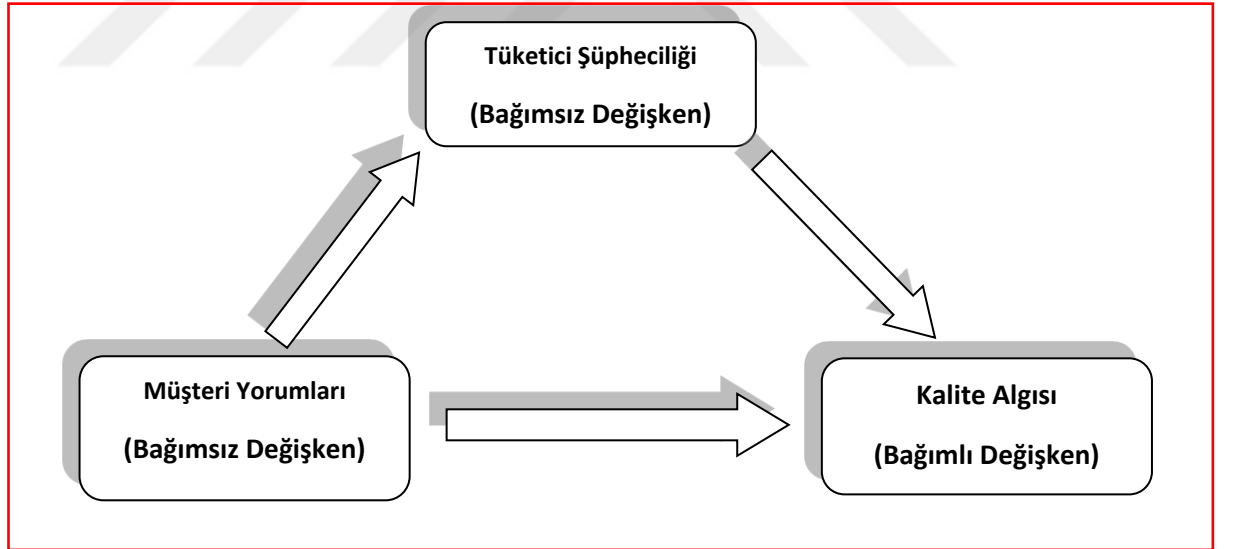 Tüketici Şüpheciliği
(Bağımsız Değişken)
Müşteri Yorumları
(Bağımsız Değişken)
Kalite Algısı
(Bağımlı Değişken)